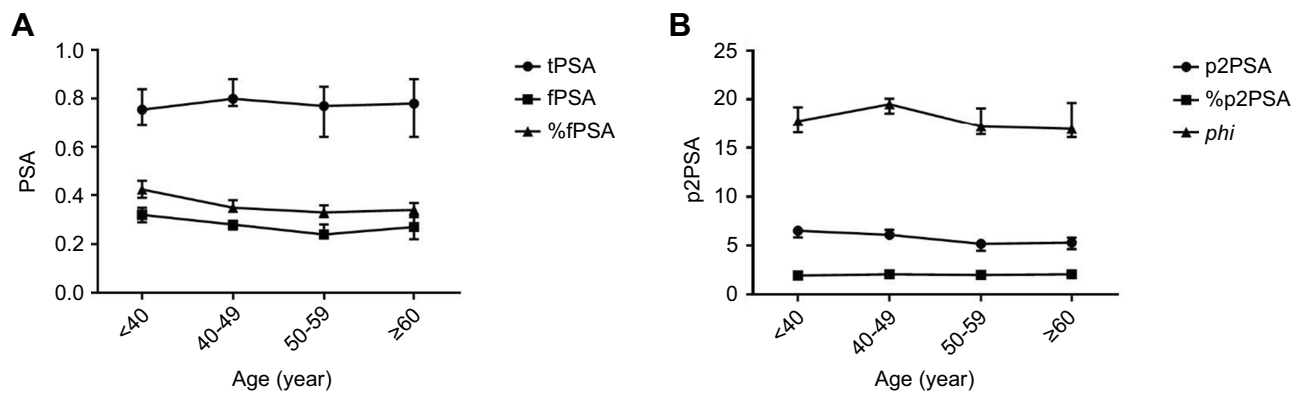 A
PSA
1.0
0.8
0.6
0.4
0.2
0.0
<40
40-49
50-59
≥60
Age (year)
tPSA
fPSA
%fPSA
B
p2PSA
25
20
15
10
5
0
<40
40-49
50-59
≥60
Age (year)
p2PSA
%p2PSA
phi